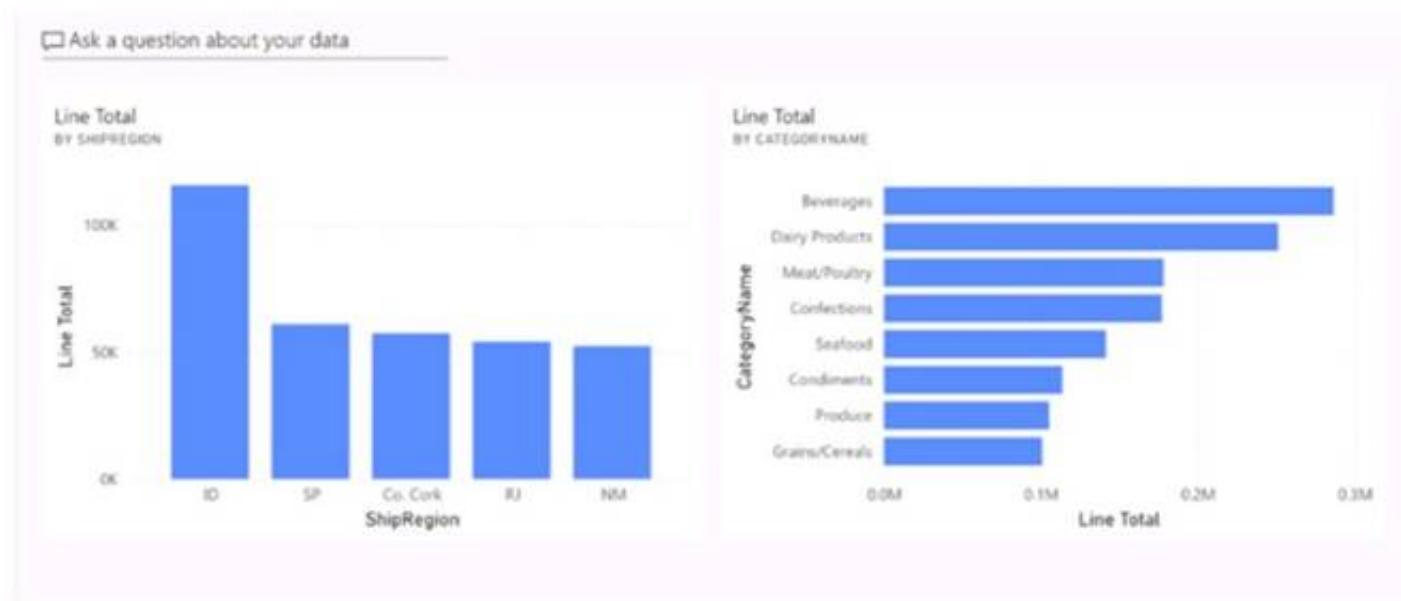 Ask a question about your data
Line Total
BY SHIPREGION
100K
50K
0K
Line Total
ID
SP
Co. Cork
RJ
NM
ShipRegion
Line Total
BY CATEGORYNAME
CategoryName
Beverages
Dairy Products
Meat/Poultry
Confections
Seafood
Condiments
Produce
Grains/Cereals
0.0M
0.1M
0.2M
0.3M
Line Total